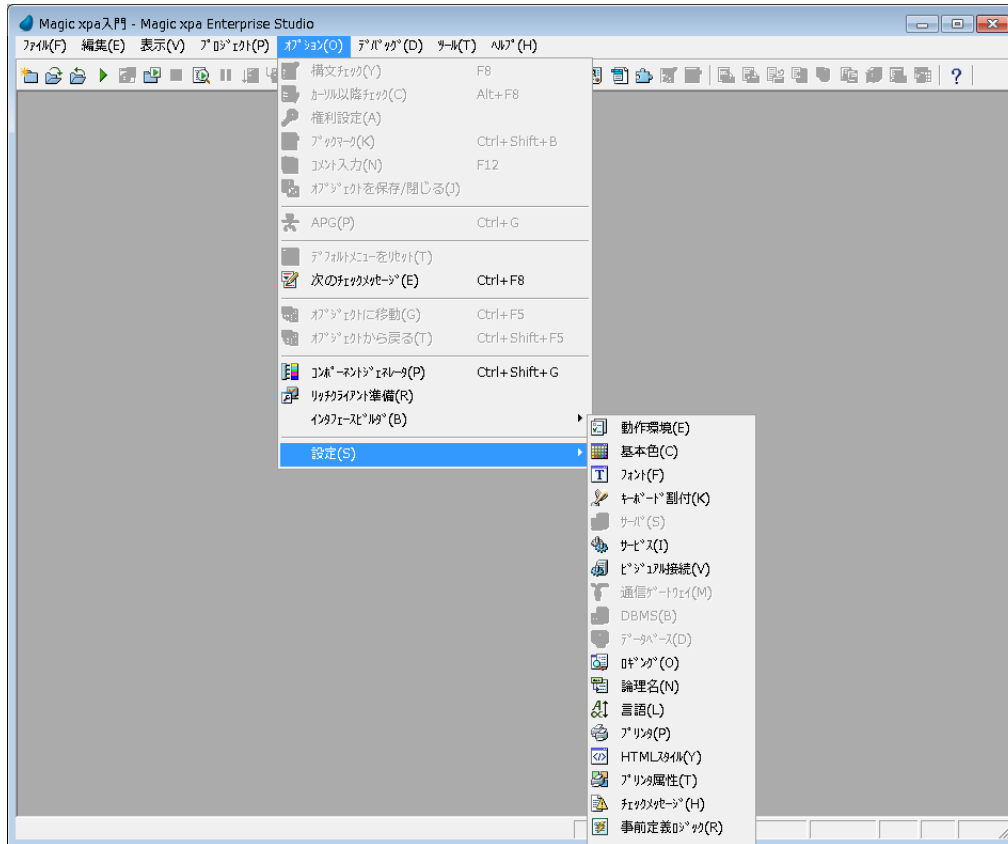 Magic xpa入門 - Magic xpa Enterprise Studio
ﾌｧｲﾙ(F) 編集(E) 表示(V) ﾌﾟﾛｼﾞｪｸﾄ(P) ｵﾌﾟｼｮﾝ(O) ﾃﾞﾊﾞｯｸﾞ(D) ﾂｰﾙ(T) ﾍﾙﾌﾟ(H)
構文ﾁｪｯｸ(Y) F8
ｶｰｿﾙ以降ﾁｪｯｸ(C) Alt+F8
権利設定(A)
ﾌﾞｯｸﾏｰｸ(K) Ctrl+Shift+B
ｺﾒﾝﾄ入力(N) F12
ｵﾌﾞｼﾞｪｸﾄを保存/閉じる(J)
APG(P) Ctrl+G
ﾃﾞﾌｫﾙﾄﾒﾆｭｰをﾘｾｯﾄ(T)
次のﾁｪｯｸﾒｯｾｰｼﾞ(E) Ctrl+F8
ｵﾌﾞｼﾞｪｸﾄに移動(G) Ctrl+F5
ｵﾌﾞｼﾞｪｸﾄから戻る(T) Ctrl+Shift+F5
ｺﾝﾎﾟｰﾈﾝﾄｼﾞｪﾈﾚｰﾀ(P) Ctrl+Shift+G
ﾘｯﾁｸﾗｲｱﾝﾄ準備(R)
ｲﾝﾀﾌｪｰｽﾋﾞﾙﾀﾞ(B)
設定(S)
動作環境(E)
基本色(C)
ﾌｫﾝﾄ(F)
ｷｰﾎﾞｰﾄﾞ割付(K)
ｻｰﾊﾞ(S)
ｻｰﾋﾞｽ(I)
ﾋﾞｼﾞｭｱﾙ接続(V)
通信ｹﾞｰﾄｳｪｲ(M)
DBMS(B)
ﾃﾞｰﾀﾍﾞｰｽ(D)
ﾛｷﾞﾝｸﾞ(O)
論理名(N)
言語(L)
ﾌﾟﾘﾝﾀ(P)
HTMLｽﾀｲﾙ(Y)
ﾌﾟﾘﾝﾀ属性(T)
ﾁｪｯｸﾒｯｾｰｼﾞ(H)
事前定義ﾛｼﾞｯｸ(R)